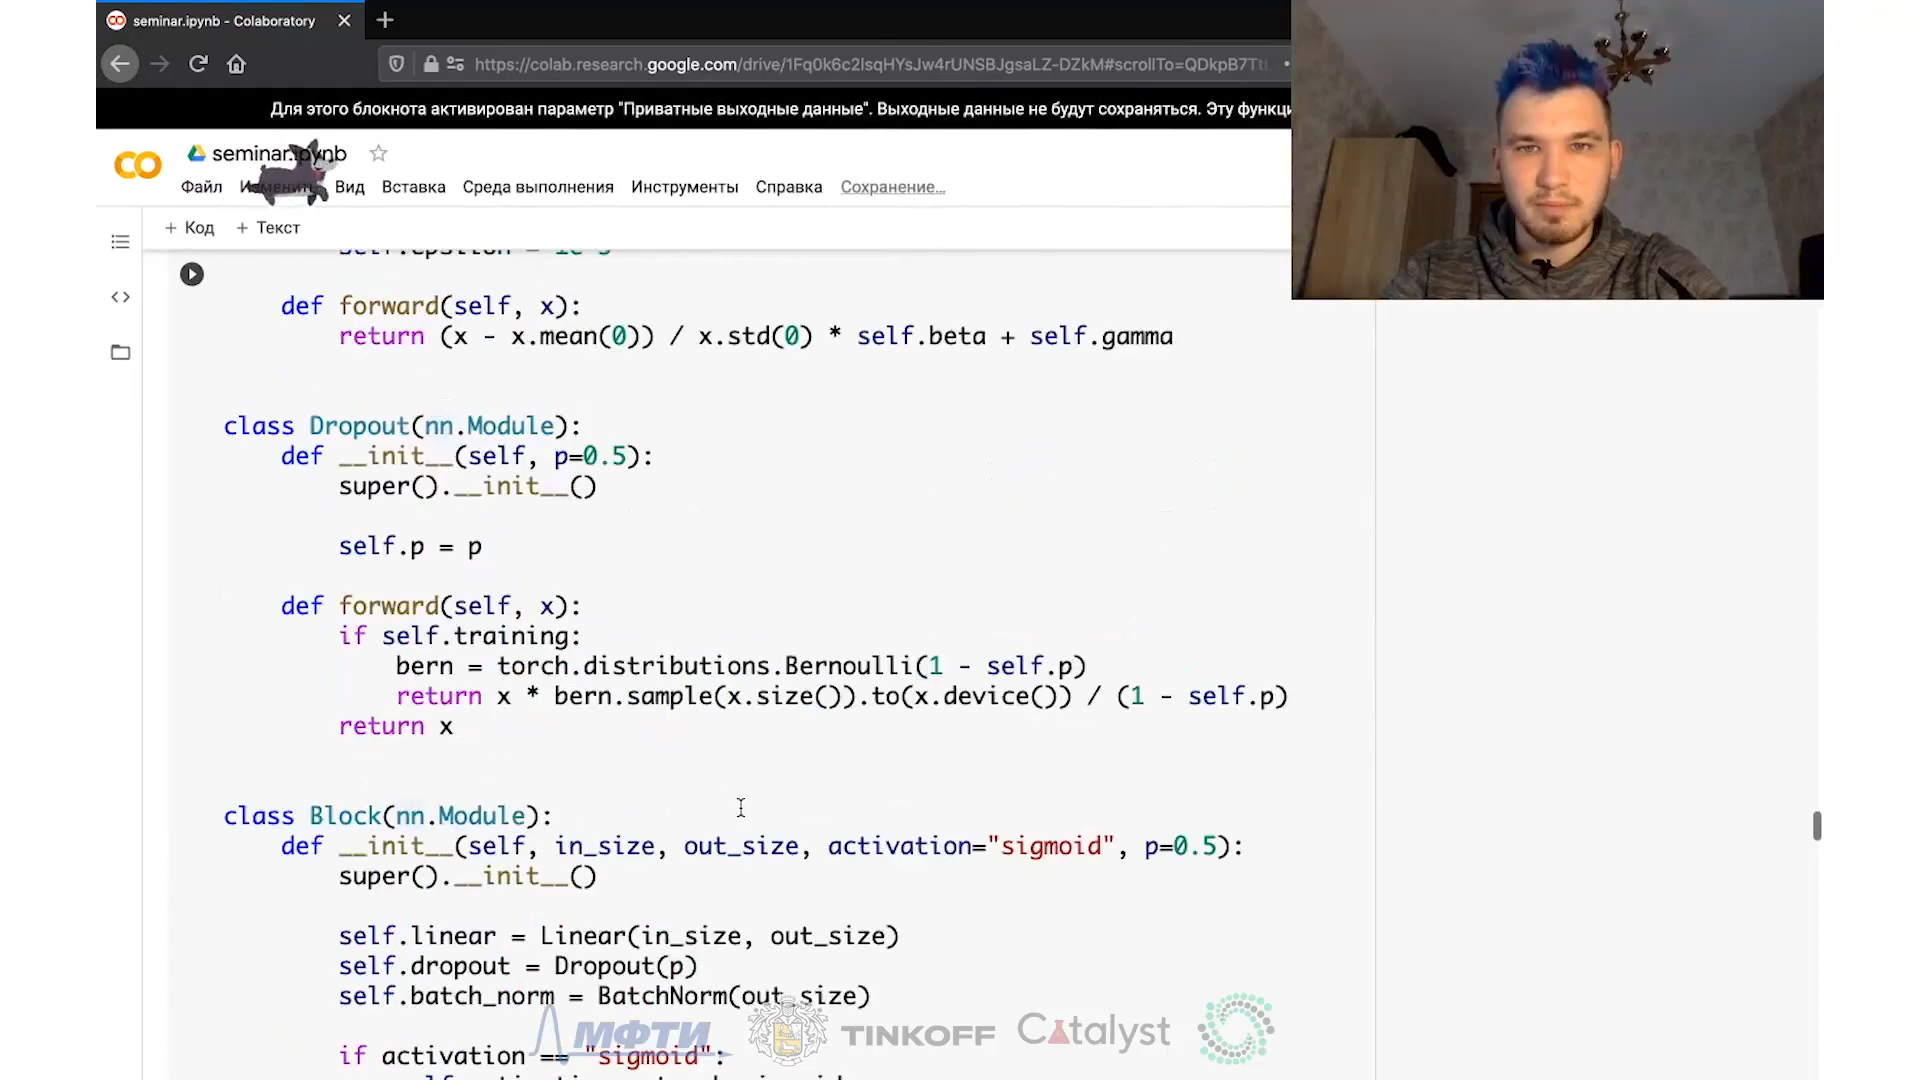 seminar.ipynb - Colaboratory
https://colab.research.google.com/drive/1Fq0k6c2lsqHYsJw4rUNSBJgsaLZ-DZkM#scrollTo=QDkpB7Ttl
Для этого блокнота активирован параметр "Приватные выходные данные". Выходные данные не будут сохраняться. Эту функци
CO
seminar.ipynb
Файл Изменить Вид Вставка Среда выполнения Инструменты Справка Сохранение...
+ Код + Текст
self.epsilon = 1e-5
def forward(self, x):
return (x - x.mean(0)) / x.std(0) * self.beta + self.gamma
class Dropout(nn.Module):
def __init__(self, p=0.5):
super().__init__()
self.p = p
def forward(self, x):
if self.training:
bern = torch.distributions.Bernoulli(1 - self.p)
return x * bern.sample(x.size()).to(x.device()) / (1 - self.p)
return x
class Block(nn.Module):
def __init__(self, in_size, out_size, activation="sigmoid", p=0.5):
super().__init__()
self.linear = Linear(in_size, out_size)
self.dropout = Dropout(p)
self.batch_norm = BatchNorm(out_size)
МФТИ TINKOFF Catalyst
if activation == "sigmoid":